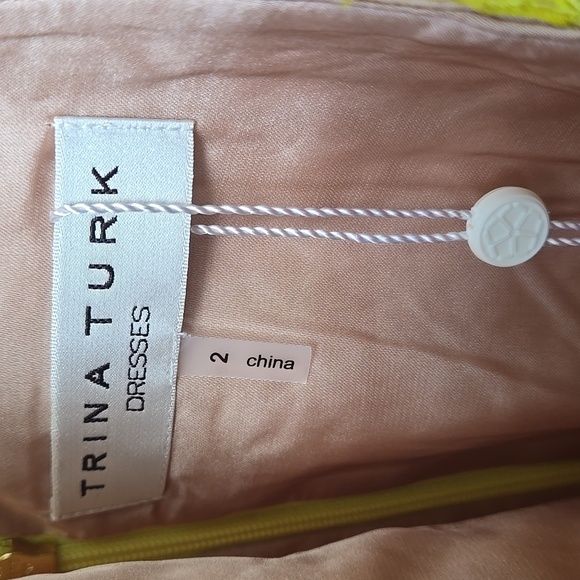 TRINA TURK
DRESSES
2
china